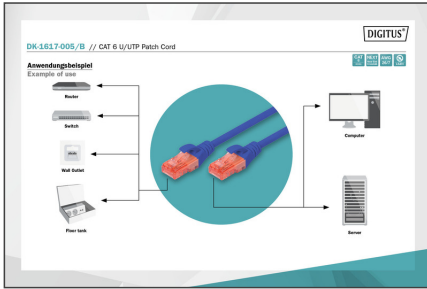 DIGITUS®
DK-1617-005/B // CAT 6 U/UTP Patch Cord
Anwendungsbeispiel
Example of use
Router
Switch
Wall Outlet
Floor tank
Computer
Server